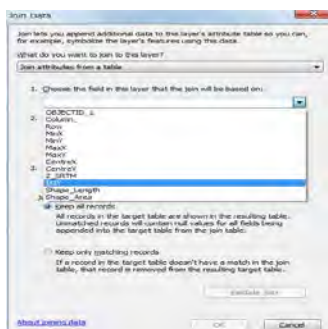 Join Data
Join lets you append additional data to the layer's attribute table so you can,
for example, symbolize the layer's features using this data.
What do you want to join to this layer?
Join attributes from a table
1. Choose the field in this layer that the join will be based on:
OBJECTID_1
2. Column_
Row
MinX
MinY
MaxX
MaxY
CentreX
3. CentreY
Z_SRTM
Shape_Length
Shape_Area
Keep all records
All records in the target table are shown in the resulting table.
Unmatched records will contain null values for all fields being
appended into the target table from the join table.
Keep only matching records
If a record in the target table doesn't have a match in the join
table, that record is removed from the resulting target table.
Validate Join
About joining data
OK
Cancel